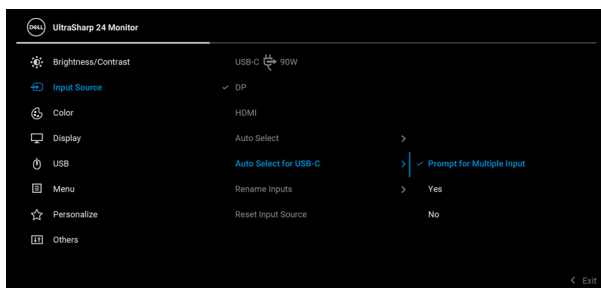 DELL UltraSharp 24 Monitor
Brightness/Contrast USB-C 90W
Input Source DP
Color HDMI
Display Auto Select
USB Auto Select for USB-C Prompt for Multiple Input
Menu Rename Inputs Yes
Personalize Reset Input Source No
Others
Exit